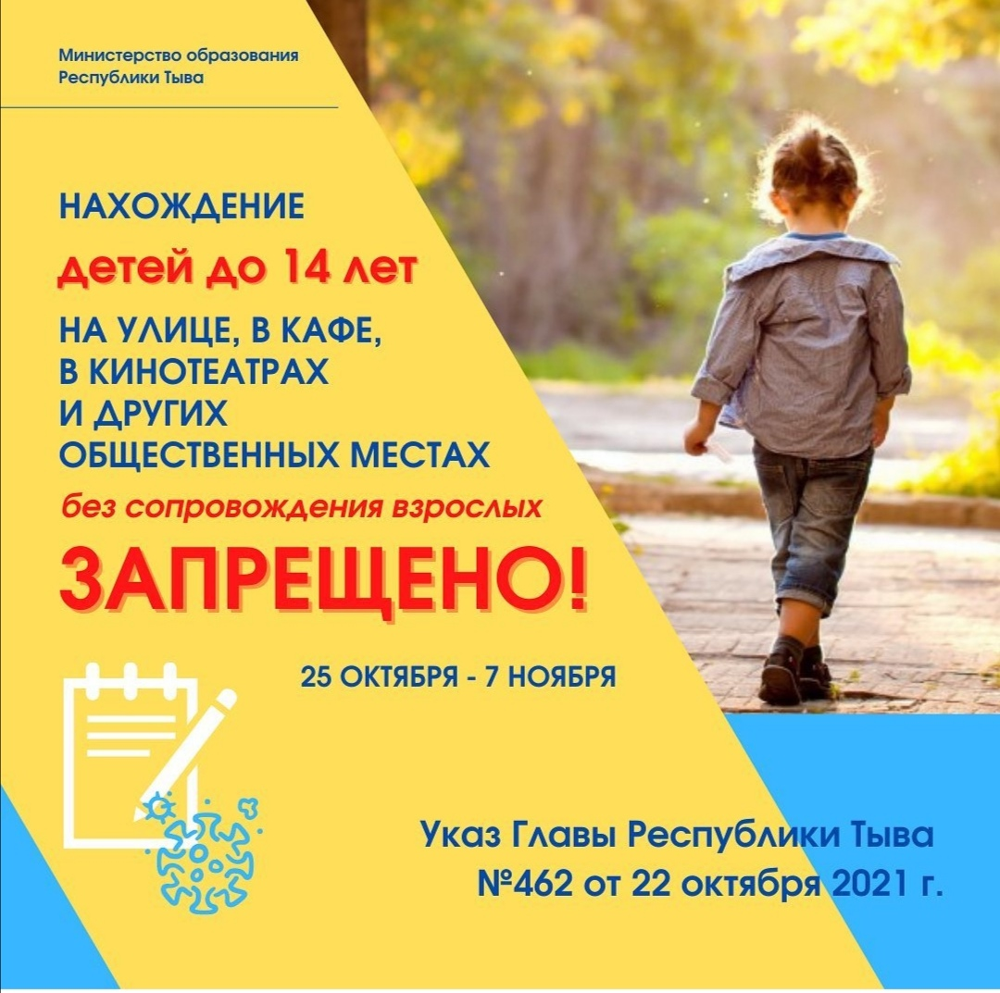 Министерство образования
Республики Тыва
НАХОЖДЕНИЕ
детей до 14 лет
НА УЛИЦЕ, В КАФЕ,
В КИНОТЕАТРАХ
И ДРУГИХ
ОБЩЕСТВЕННЫХ МЕСТАХ
без сопровождения взрослых
ЗАПРЕЩЕНО!
25 ОКТЯБРЯ - 7 НОЯБРЯ
Указ Главы Республики Тыва
№462 от 22 октября 2021 г.